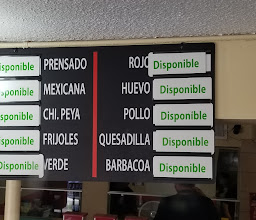 Disponible PRENSADO ROJO Disponible
Disponible MEXICANA HUEVO Disponible
Disponible CHI. PEYA POLLO Disponible
Disponible FRIJOLES QUESADILLA Disponible
Disponible VERDE BARBACOA Disponible